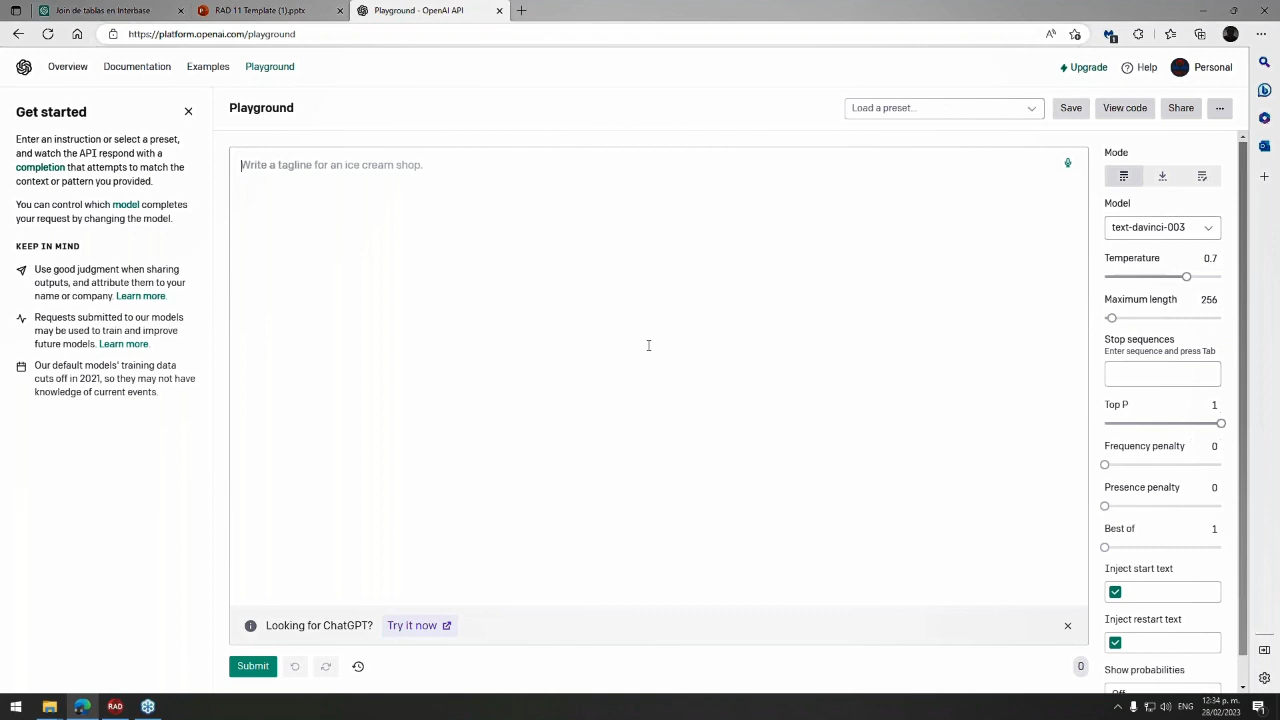 Join de tablas en Interbase
RAD 11 Template (1).pptx
Playground - OpenAI API
https://platform.openai.com/playground
Overview
Documentation
Examples
Playground
Upgrade
Help
Personal
Get started
Enter an instruction or select a preset,
and watch the API respond with a
completion that attempts to match the
context or pattern you provided.
You can control which model completes
your request by changing the model.
KEEP IN MIND
Use good judgment when sharing
outputs, and attribute them to your
name or company. Learn more.
Requests submitted to our models
may be used to train and improve
future models. Learn more.
Our default models' training data
cuts off in 2021, so they may not have
knowledge of current events.
Playground
Load a preset...
Save
View code
Share
Write a tagline for an ice cream shop.
Looking for ChatGPT? Try it now
Submit
0
Mode
Model
text-davinci-003
Temperature 0.7
Maximum length 256
Stop sequences
Enter sequence and press Tab
Top P 1
Frequency penalty 0
Presence penalty 0
Best of 1
Inject start text
Inject restart text
Show probabilities
Off
RAD
ENG
12:34 p. m.
28/02/2023